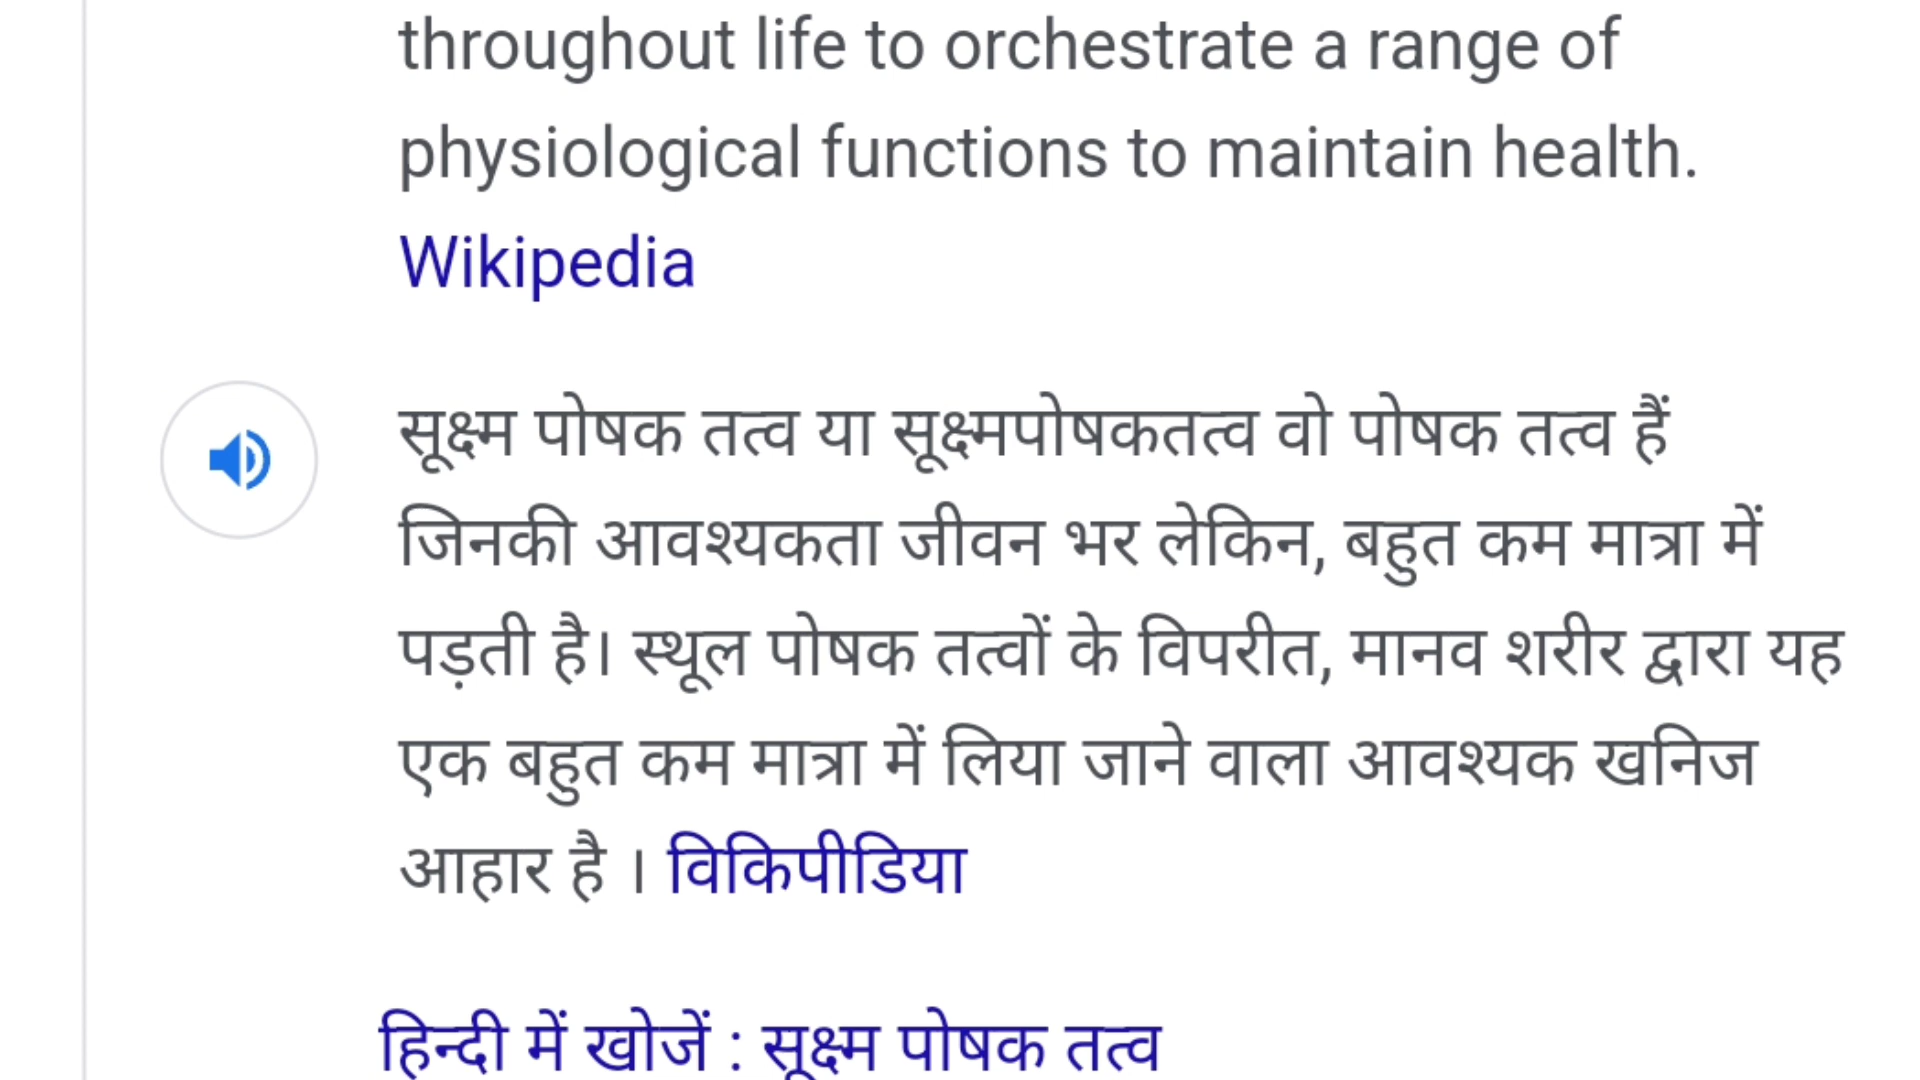 throughout life to orchestrate a range of
physiological functions to maintain health.
Wikipedia
सूक्ष्म पोषक तत्व या सूक्ष्मपोषकतत्व वो पोषक तत्व हैं
जिनकी आवश्यकता जीवन भर लेकिन, बहुत कम मात्रा में
पड़ती है। स्थूल पोषक तत्वों के विपरीत, मानव शरीर द्वारा यह
एक बहुत कम मात्रा में लिया जाने वाला आवश्यक खनिज
आहार है । विकिपीडिया
हिन्दी में खोजें : सूक्ष्म पोषक तत्व